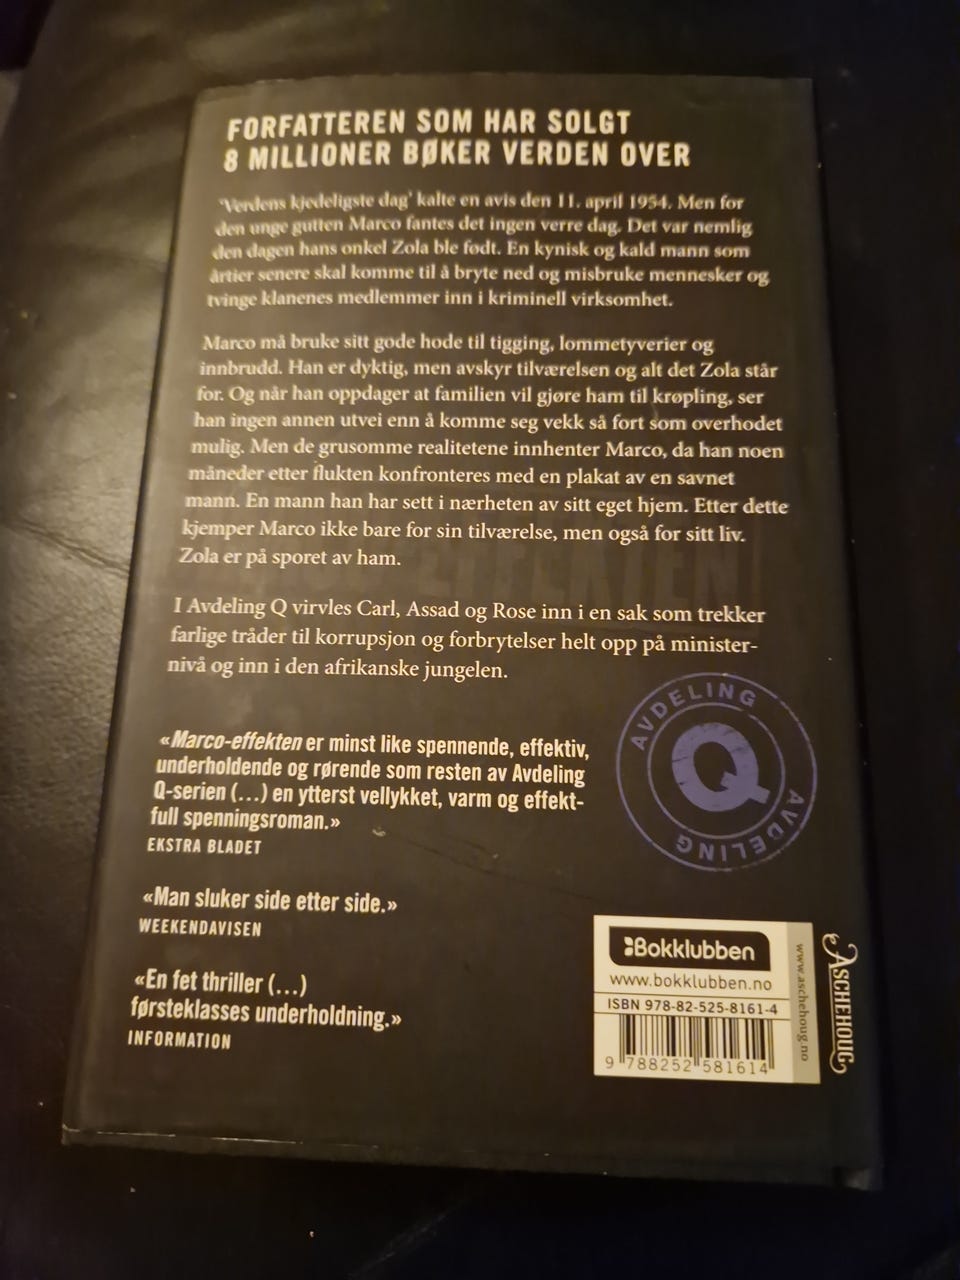 FORFATTEREN SOM HAR SOLGT
8 MILLIONER BØKER VERDEN OVER
'Verdens kjedeligste dag' kalte en avis den 11. april 1954. Men for
den unge gutten Marco fantes det ingen verre dag. Det var nemlig
den dagen hans onkel Zola ble født. En kynisk og kald mann som
årtier senere skal komme til å bryte ned og misbruke mennesker og
tvinge klanenes medlemmer inn i kriminell virksomhet.
Marco må bruke sitt gode hode til tigging, lommetyverier og
innbrudd. Han er dyktig, men avskyr tilværelsen og alt det Zola står
for. Og når han oppdager at familien vil gjøre ham til krøpling, ser
han ingen annen utvei enn å komme seg vekk så fort som overhodet
mulig. Men de grusomme realitetene innhenter Marco, da han noen
måneder etter flukten konfronteres med en plakat av en savnet
mann. En mann han har sett i nærheten av sitt eget hjem. Etter dette
kjemper Marco ikke bare for sin tilværelse, men også for sitt liv.
Zola er på sporet av ham.
I Avdeling Q virvles Carl, Assad og Rose inn i en sak som trekker
farlige tråder til korrupsjon og forbrytelser helt opp på minister-
nivå og inn i den afrikanske jungelen.
«Marco-effekten er minst like spennende, effektiv,
underholdende og rørende som resten av Avdeling
Q-serien (...) en ytterst vellykket, varm og effekt-
full spenningsroman.»
EKSTRA BLADET
«Man sluker side etter side.»
WEEKENDAVISEN
«En fet thriller (...)
førsteklasses underholdning.»
INFORMATION
AVDELING
Q
AVDELING
Bokklubben
www.bokklubben.no
ISBN 978-82-525-8161-4
9 788252 581614
www.aschehoug.no
ASCHEHOUG